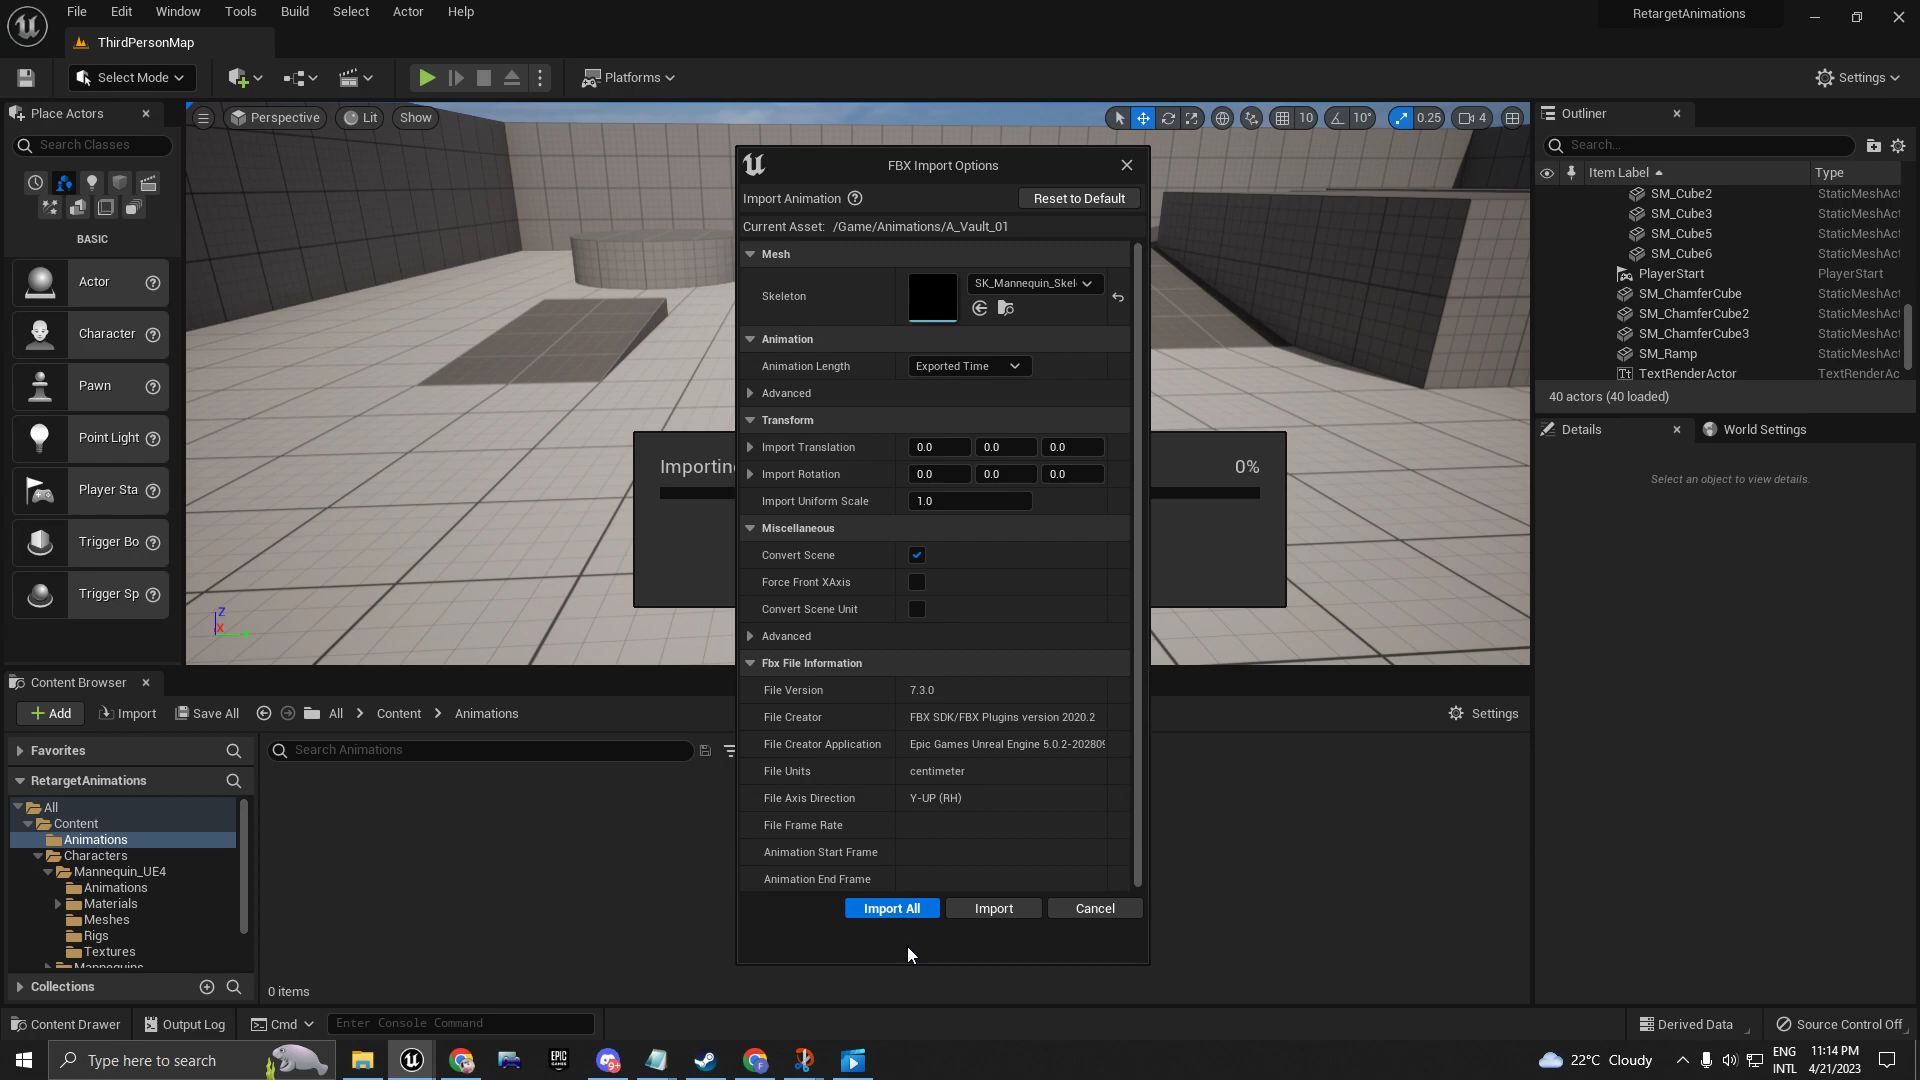 File Edit Window Tools Build Select Actor Help
RetargetAnimations
ThirdPersonMap
Select Mode
Platforms
Settings
Place Actors
Search Classes
BASIC
Actor
Character
Pawn
Point Light
Player Sta
Trigger Bo
Trigger Sp
Perspective Lit Show
10 10° 0.25 4
Z
X
Y
Importing
0%
FBX Import Options
Import Animation
Reset to Default
Current Asset: /Game/Animations/A_Vault_01
Mesh
Skeleton
SK_Mannequin_Skel
Animation
Animation Length Exported Time
Advanced
Transform
Import Translation 0.0 0.0 0.0
Import Rotation 0.0 0.0 0.0
Import Uniform Scale 1.0
Miscellaneous
Convert Scene
Force Front XAxis
Convert Scene Unit
Advanced
Fbx File Information
File Version 7.3.0
File Creator FBX SDK/FBX Plugins version 2020.2
File Creator Application Epic Games Unreal Engine 5.0.2-202809
File Units centimeter
File Axis Direction Y-UP (RH)
File Frame Rate
Animation Start Frame
Animation End Frame
Import All Import Cancel
Outliner
Search...
Item Label Type
SM_Cube2 StaticMeshAct
SM_Cube3 StaticMeshAct
SM_Cube5 StaticMeshAct
SM_Cube6 StaticMeshAct
PlayerStart PlayerStart
SM_ChamferCube StaticMeshAct
SM_ChamferCube2 StaticMeshAct
SM_ChamferCube3 StaticMeshAct
SM_Ramp StaticMeshAct
TextRenderActor TextRenderAc
40 actors (40 loaded)
Details
World Settings
Select an object to view details.
Content Browser
Add Import Save All All Content Animations
Settings
Favorites
Search Animations
RetargetAnimations
All
Content
Animations
Characters
Mannequin_UE4
Animations
Materials
Meshes
Rigs
Textures
Mannequins
Collections
0 items
Content Drawer Output Log Cmd Enter Console Command
Derived Data Source Control Off
Type here to search
EPIC GAMES
9+
22°C Cloudy
ENG
INTL
11:14 PM
4/21/2023